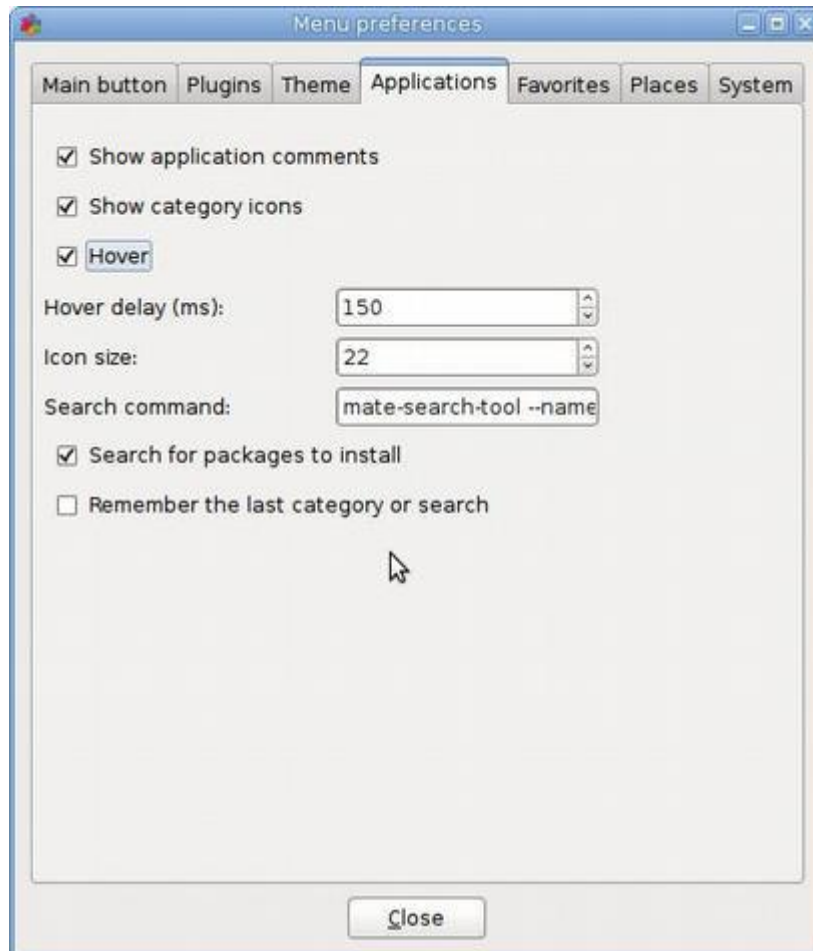 Menu preferences
Main button Plugins Theme Applications Favorites Places System
Show application comments
Show category icons
Hover
Hover delay (ms): 150
Icon size: 22
Search command: mate-search-tool --name
Search for packages to install
Remember the last category or search
Close